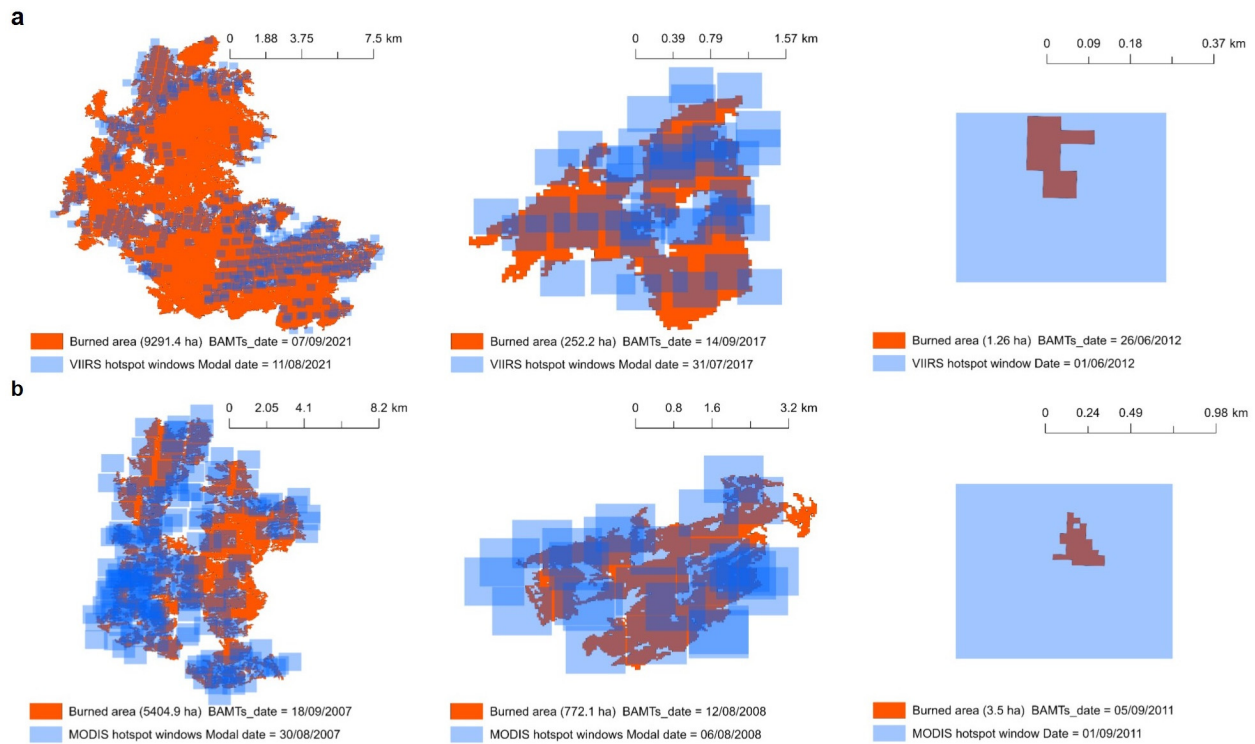 a
0 1.88 3.75 7.5 km
0 0.39 0.79 1.57 km
0 0.09 0.18 0.37 km
Burned area (9291.4 ha) BAMTs_date = 07/09/2021
VIIRS hotspot windows Modal date = 11/08/2021
Burned area (252.2 ha) BAMTs_date = 14/09/2017
VIIRS hotspot windows Modal date = 31/07/2017
Burned area (1.26 ha) BAMTs_date = 26/06/2012
VIIRS hotspot window Date = 01/06/2012
b
0 2.05 4.1 8.2 km
0 0.8 1.6 3.2 km
0 0.24 0.49 0.98 km
Burned area (5404.9 ha) BAMTs_date = 18/09/2007
MODIS hotspot windows Modal date = 30/08/2007
Burned area (772.1 ha) BAMTs_date = 12/08/2008
MODIS hotspot windows Modal date = 06/08/2008
Burned area (3.5 ha) BAMTs_date = 05/09/2011
MODIS hotspot window Date = 01/09/2011